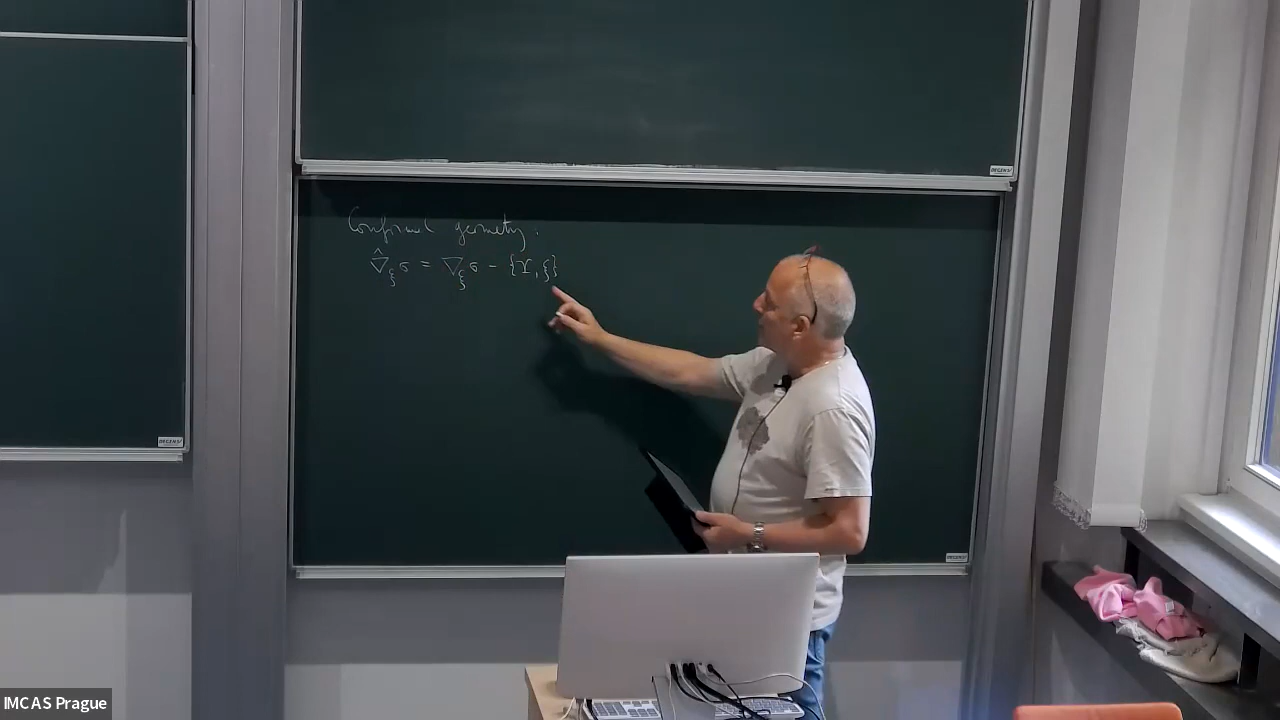 Conformal geometry:
∇̂_ξ σ = ∇_ξ σ - {Υ, ξ}
IMCAS Prague